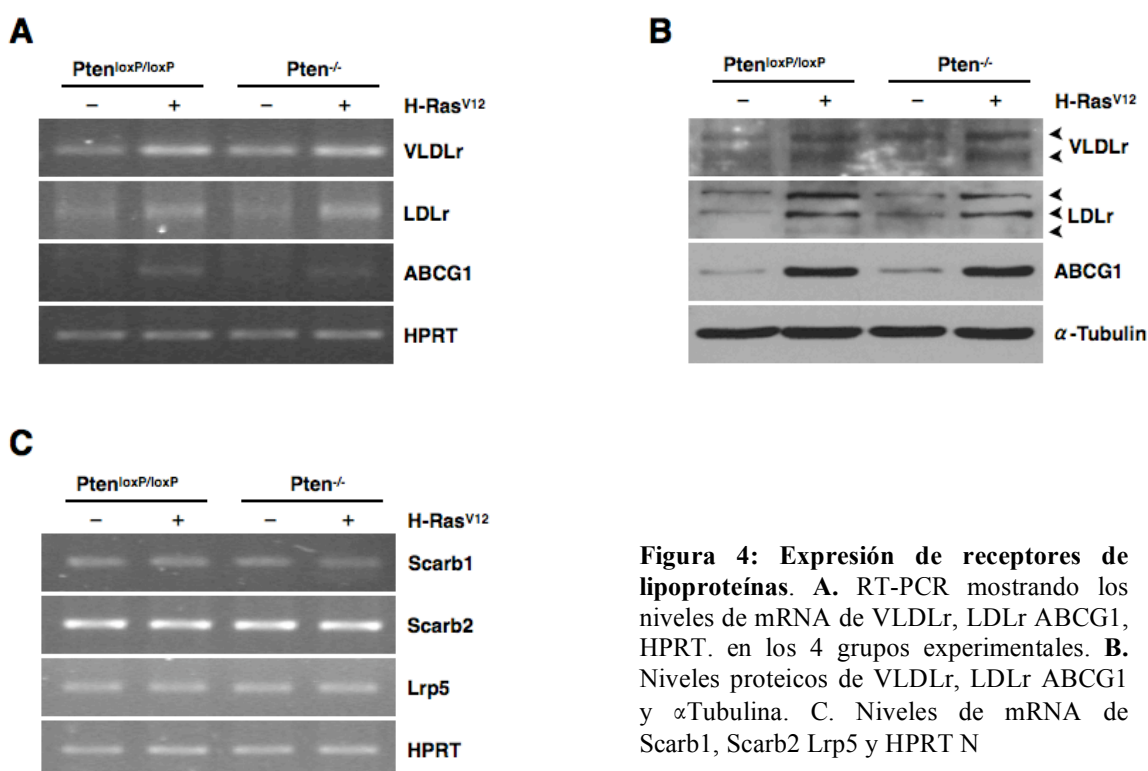 A
Pten^loxP/loxP Pten^-/-
− + − + H-Ras^V12
VLDLr
LDLr
ABCG1
HPRT
B
Pten^loxP/loxP Pten^-/-
− + − + H-Ras^V12
VLDLr
LDLr
ABCG1
α-Tubulin
C
Pten^loxP/loxP Pten^-/-
− + − + H-Ras^V12
Scarb1
Scarb2
Lrp5
HPRT
Figura 4: Expresión de receptores de
lipoproteínas. A. RT-PCR mostrando los
niveles de mRNA de VLDLr, LDLr ABCG1,
HPRT. en los 4 grupos experimentales. B.
Niveles proteicos de VLDLr, LDLr ABCG1
y αTubulina. C. Niveles de mRNA de
Scarb1, Scarb2 Lrp5 y HPRT N